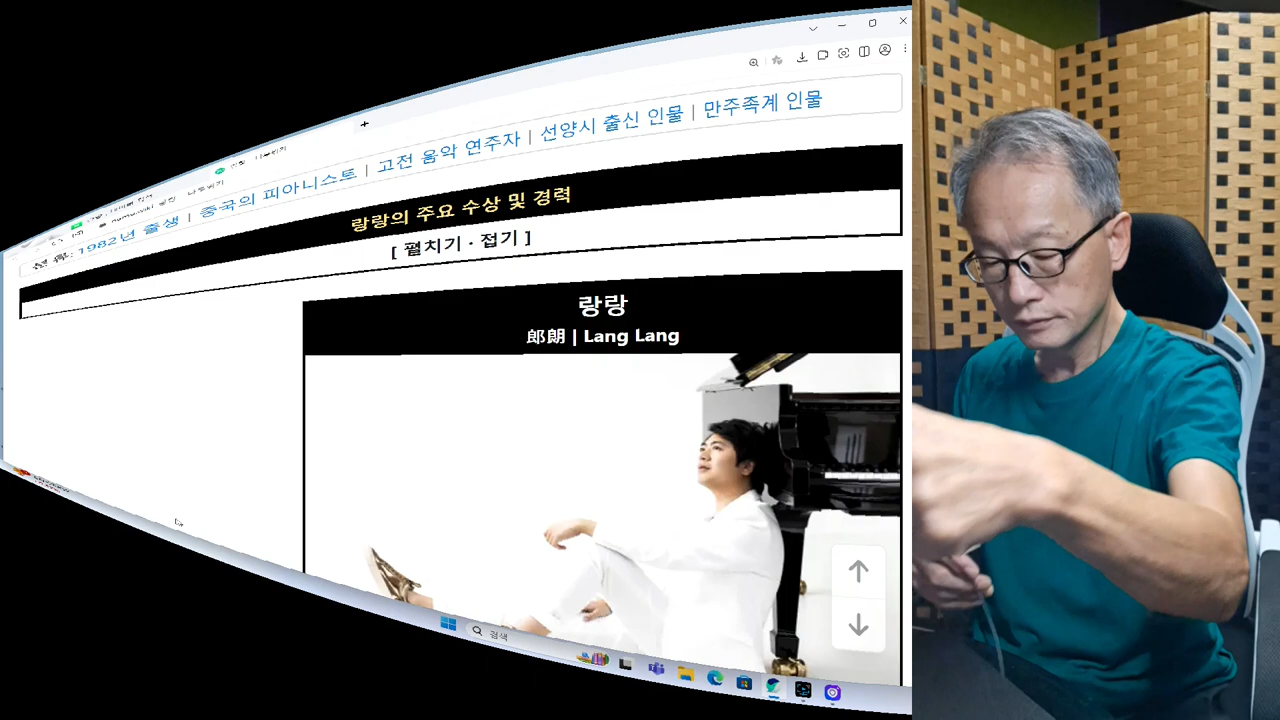 1982년 출생 | 중국의 피아니스트 | 고전 음악 연주자 | 선양시 출신 인물 | 만주족계 인물
랑랑의 주요 수상 및 경력
[ 펼치기 · 접기 ]
랑랑
郎朗 | Lang Lang
검색